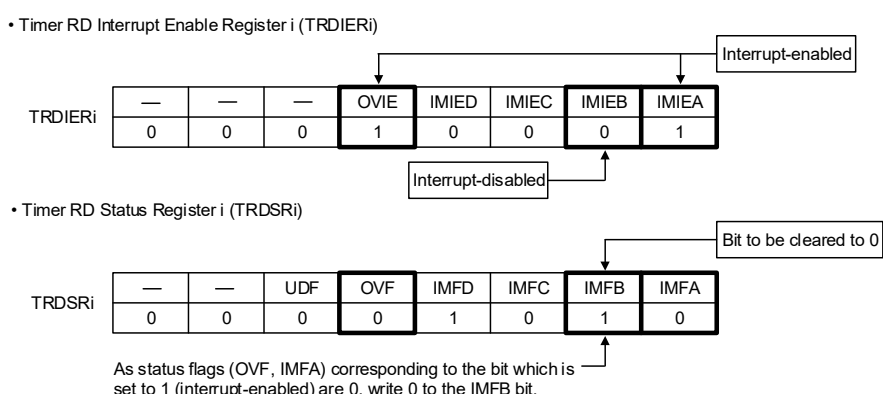 • Timer RD Interrupt Enable Register i (TRDIERi)
Interrupt-enabled
TRDIERi
— — — OVIE IMIED IMIEC IMIEB IMIEA
0 0 0 1 0 0 0 1
Interrupt-disabled
• Timer RD Status Register i (TRDSRi)
Bit to be cleared to 0
TRDSRi
— — UDF OVF IMFD IMFC IMFB IMFA
0 0 0 0 1 0 1 0
As status flags (OVF, IMFA) corresponding to the bit which is
set to 1 (interrupt-enabled) are 0, write 0 to the IMFB bit.